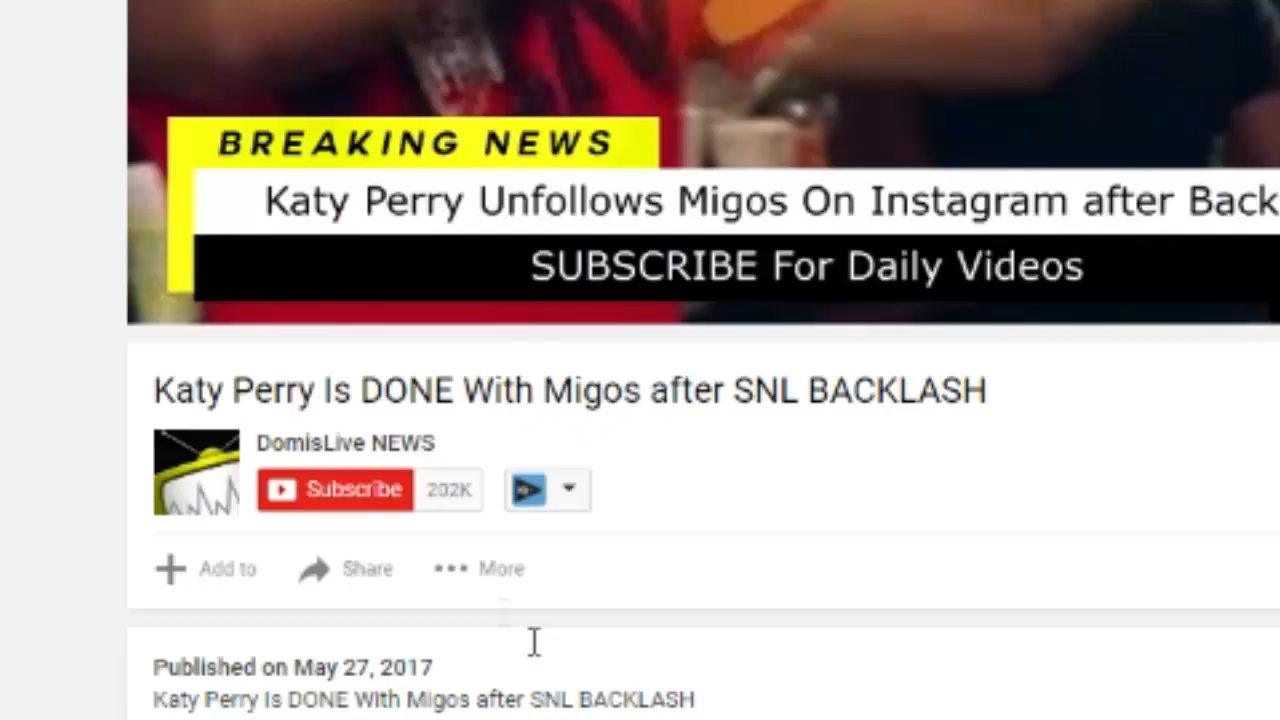 BREAKING NEWS
Katy Perry Unfollows Migos On Instagram after Back
SUBSCRIBE For Daily Videos
Katy Perry Is DONE With Migos after SNL BACKLASH
DomisLive NEWS
Subscribe 202K
Add to Share More
Published on May 27, 2017
Katy Perry Is DONE With Migos after SNL BACKLASH